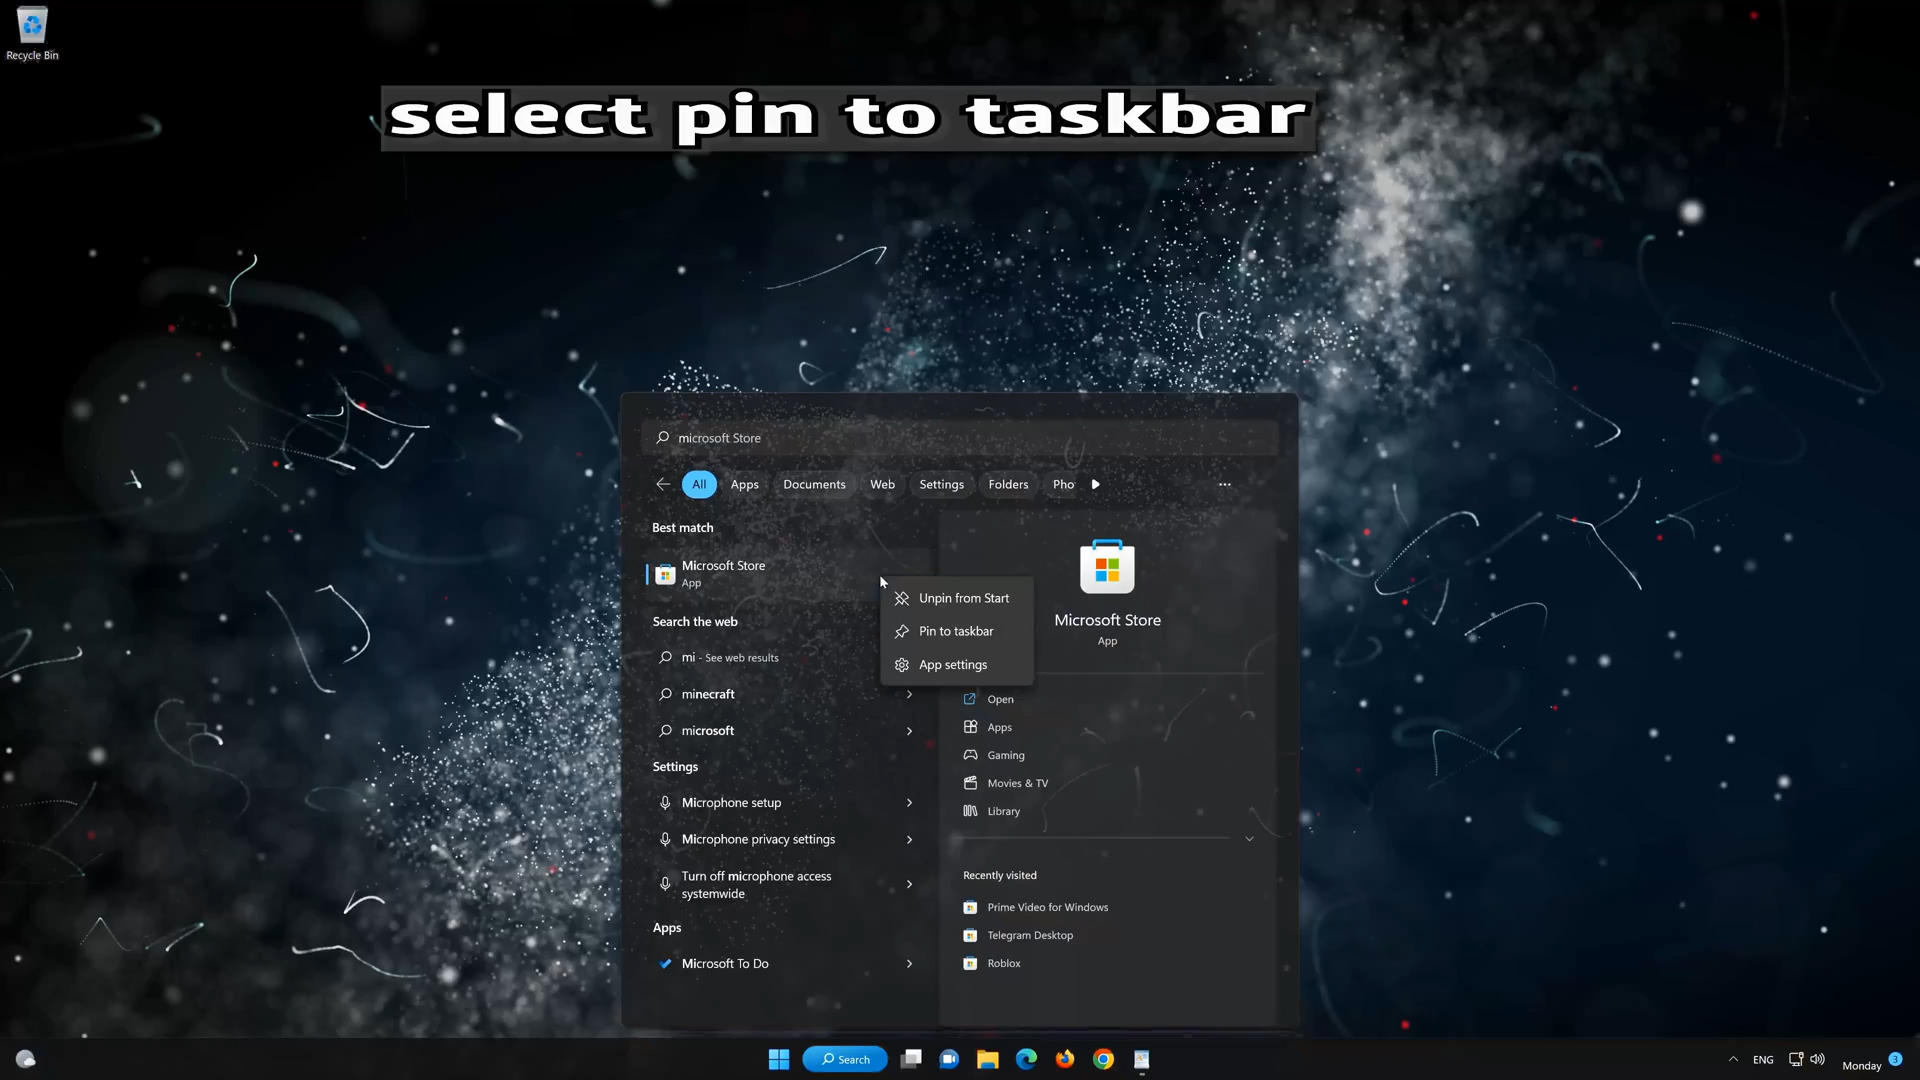 Recycle Bin
select pin to taskbar
microsoft Store
All Apps Documents Web Settings Folders Pho
Best match
Microsoft Store
App
Unpin from Start
Pin to taskbar
App settings
Microsoft Store
App
Search the web
mi - See web results
minecraft
microsoft
Open
Apps
Gaming
Movies & TV
Library
Settings
Microphone setup
Microphone privacy settings
Turn off microphone access
systemwide
Recently visited
Prime Video for Windows
Telegram Desktop
Roblox
Apps
Microsoft To Do
Search
ENG
Monday
3